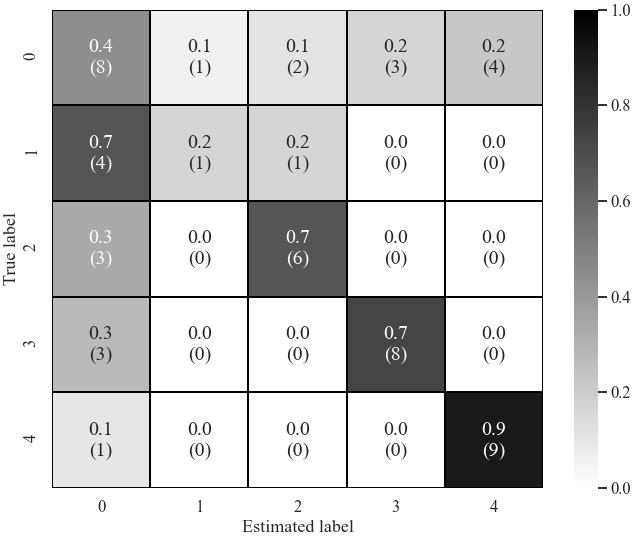 0 0.4 0.1 0.1 0.2 0.2
(8) (1) (2) (3) (4)
1 0.7 0.2 0.2 0.0 0.0
(4) (1) (1) (0) (0)
2 0.3 0.0 0.7 0.0 0.0
(3) (0) (6) (0) (0)
3 0.3 0.0 0.0 0.7 0.0
(3) (0) (0) (8) (0)
4 0.1 0.0 0.0 0.0 0.9
(1) (0) (0) (0) (9)
0 1 2 3 4
Estimated label
True label
1.0
0.8
0.6
0.4
0.2
0.0